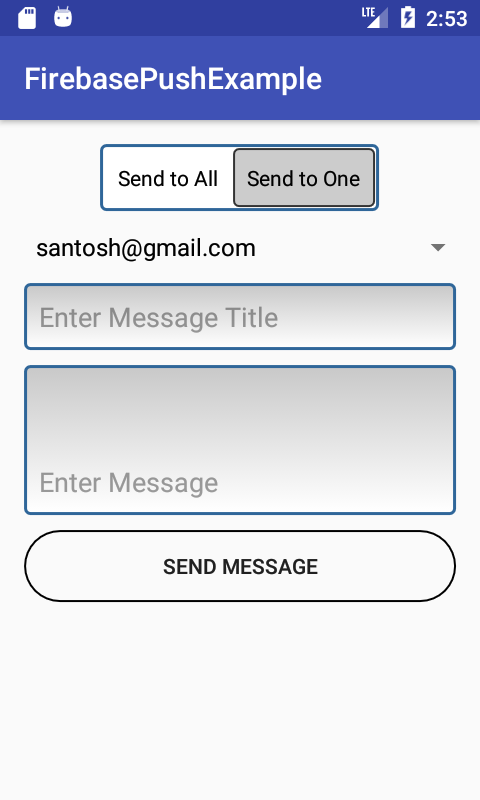 LTE 2:53
FirebasePushExample
Send to All Send to One
santosh@gmail.com
Enter Message Title
Enter Message
SEND MESSAGE